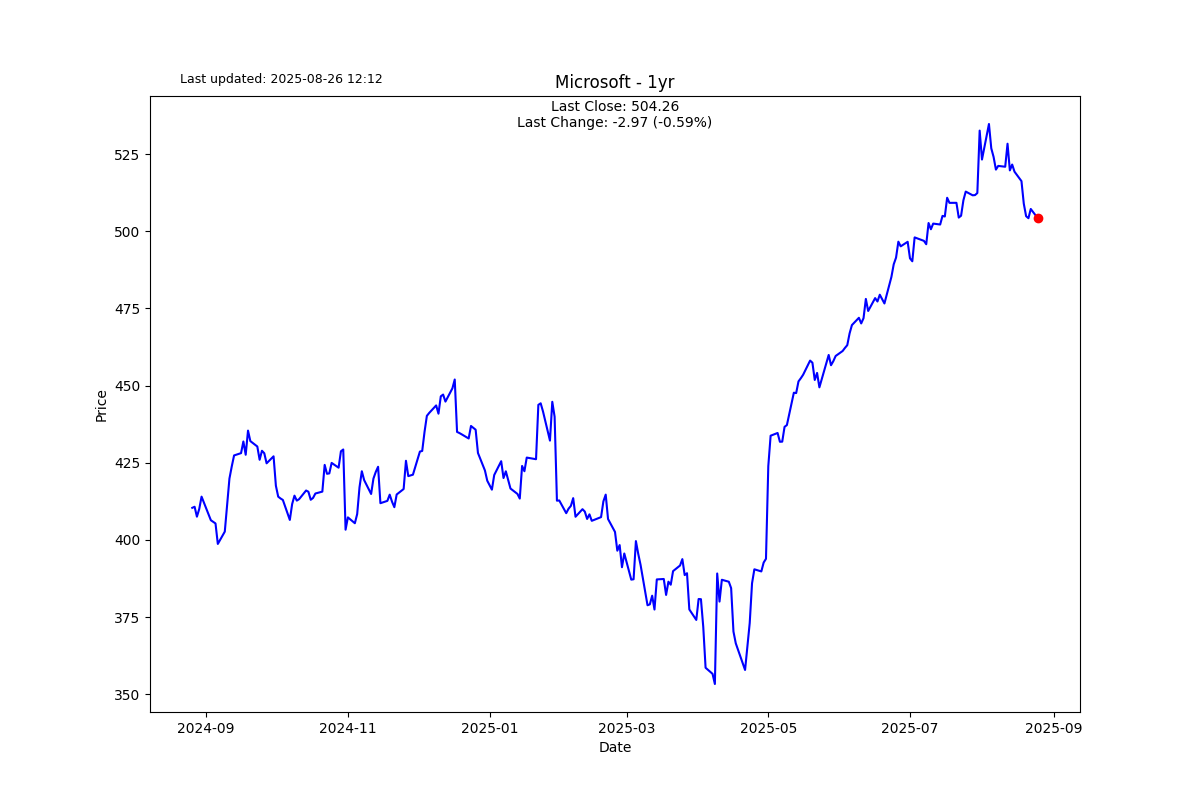 Last updated: 2025-08-26 12:12
Microsoft - 1yr
Last Close: 504.26
Last Change: -2.97 (-0.59%)
525
500
475
450
425
400
375
350
Price
2024-09
2024-11
2025-01
2025-03
2025-05
2025-07
2025-09
Date